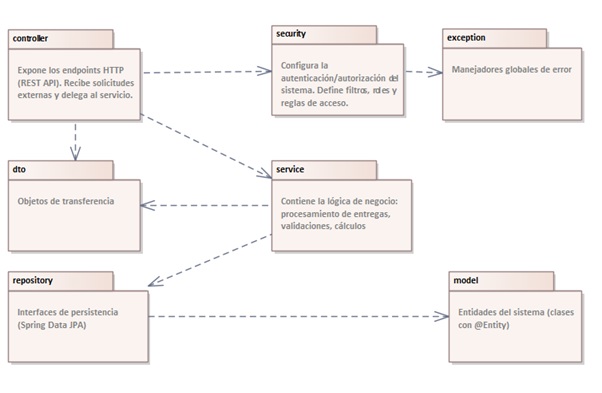 controller
Expone los endpoints HTTP
(REST API). Recibe solicitudes
externas y delega al servicio.
security
Configura la
autenticación/autorización del
sistema. Define filtros, roles y
reglas de acceso.
exception
Manejadores globales de error
dto
Objetos de transferencia
service
Contiene la lógica de negocio:
procesamiento de entregas,
validaciones, cálculos
repository
Interfaces de persistencia
(Spring Data JPA)
model
Entidades del sistema (clases
con @Entity)